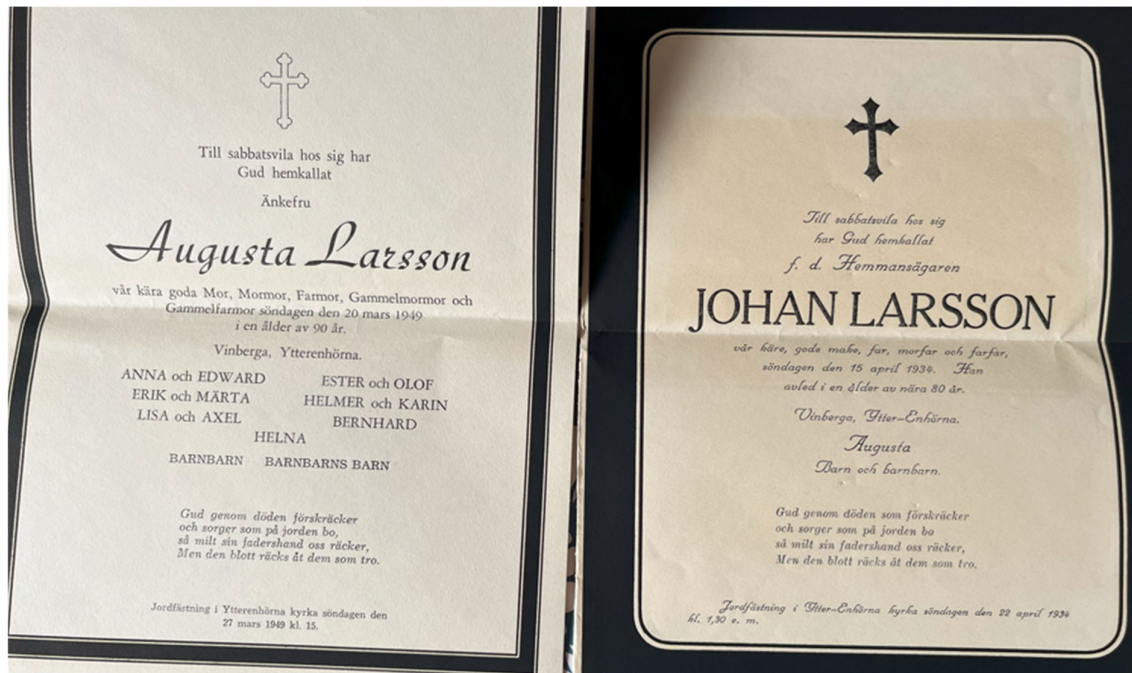 Till sabbatsvila hos sig har
Gud hemkallat
Änkefru
Augusta Larsson
vår kära goda Mor, Mormor, Farmor, Gammelmormor och
Gammelfarmor söndagen den 20 mars 1949
i en ålder av 90 år.
Vinberga, Ytterenhörna.
ANNA och EDWARD ESTER och OLOF
ERIK och MÄRTA HELMER och KARIN
LISA och AXEL BERNHARD
HELNA
BARNBARN BARNBARNS BARN
Gud genom döden förskräcker
och sorger som på jorden bo,
så milt sin fadershand oss räcker,
Men den blott räcks åt dem som tro.
Jordfästning i Ytterenhörna kyrka söndagen den
27 mars 1949 kl. 15.
Till sabbatsvila hos sig
har Gud hemkallat
f. d. Hemmansägaren
JOHAN LARSSON
vår käre, gode make, far, morfar och farfar,
söndagen den 15 april 1934. Han
avled i en ålder av nära 80 år.
Vinberga, Ytter-Enhörna.
Augusta
Barn och barnbarn.
Gud genom döden som förskräcker
och sorger som på jorden bo
så milt sin fadershand oss räcker,
Men den blott räcks åt dem som tro.
Jordfästning i Ytter-Enhörna kyrka söndagen den 22 april 1934
kl. 1,30 e. m.